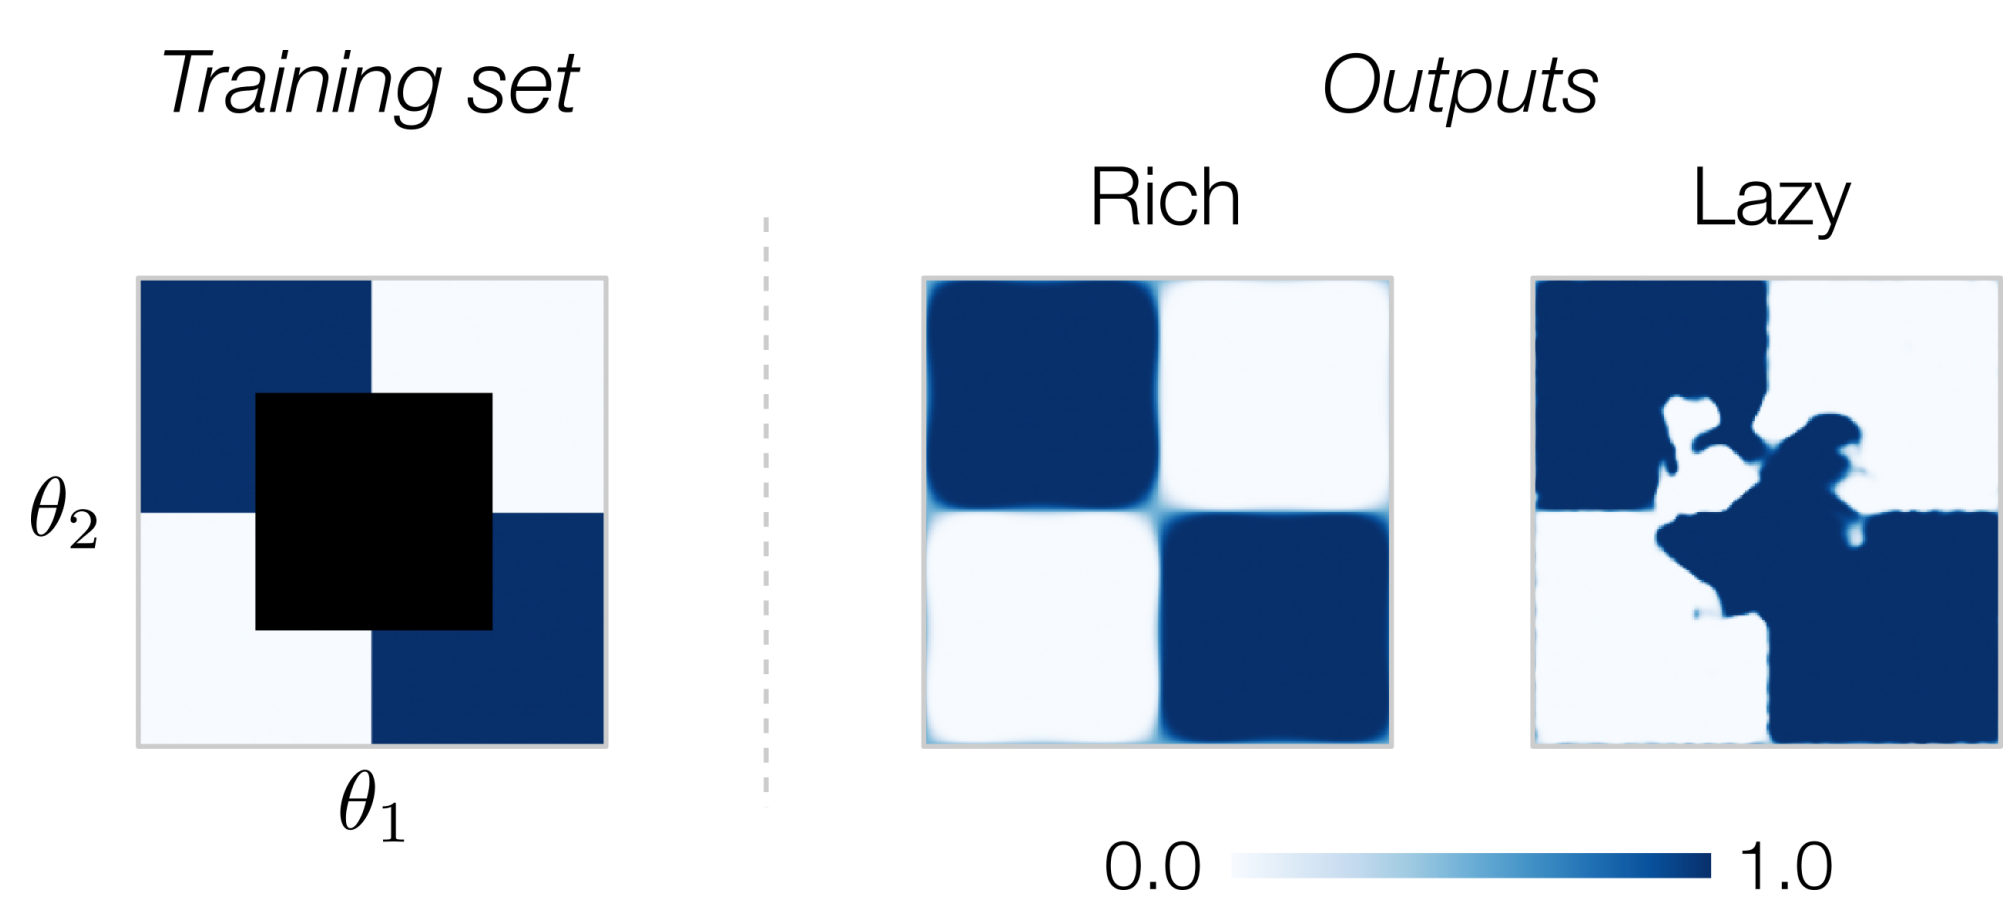 Training set
θ2
θ1
Outputs
Rich
Lazy
0.0
1.0